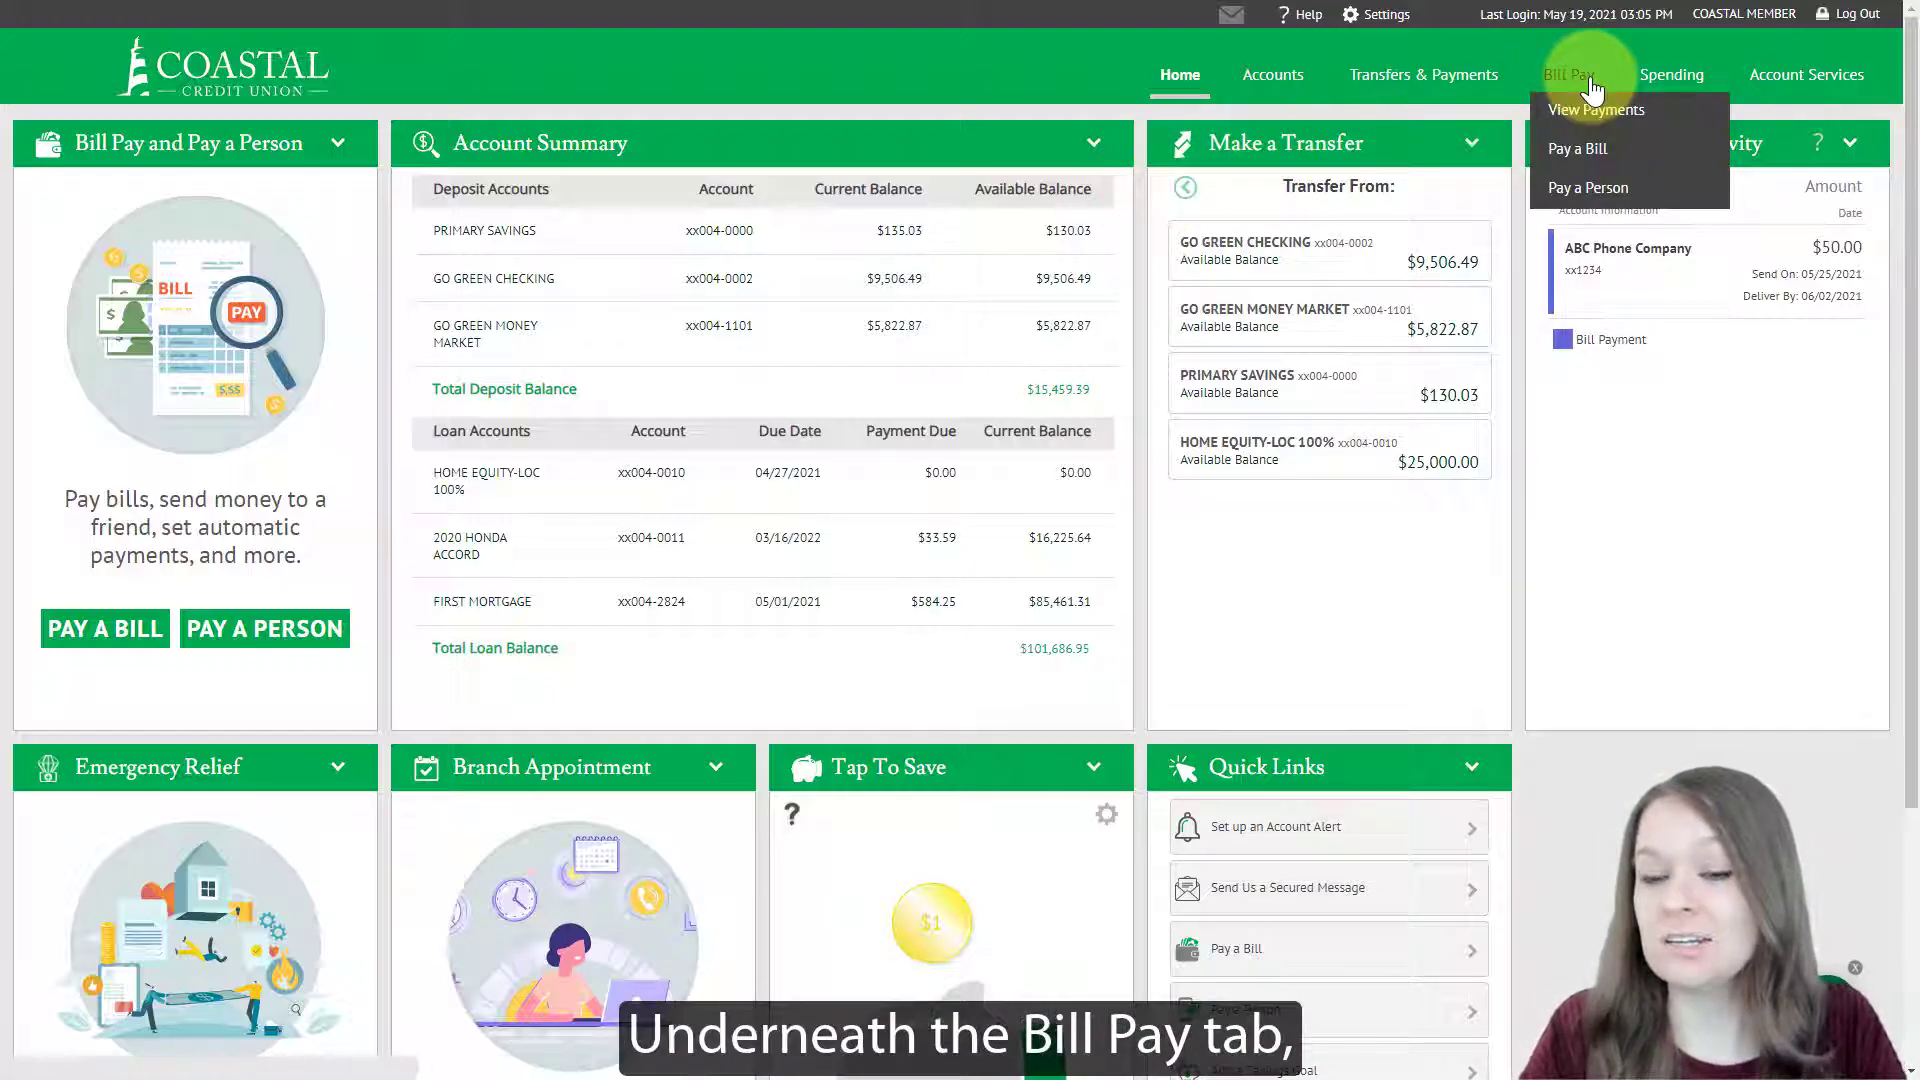 Help
Settings
Last Login: May 19, 2021 03:05 PM
COASTAL MEMBER
Log Out
COASTAL
CREDIT UNION
Home
Accounts
Transfers & Payments
Bill Pay
Spending
Account Services
View Payments
Pay a Bill
Pay a Person
Bill Pay and Pay a Person
BILL
PAY
$
5,55
Pay bills, send money to a
friend, set automatic
payments, and more.
PAY A BILL
PAY A PERSON
Account Summary
Deposit Accounts Account Current Balance Available Balance
PRIMARY SAVINGS xx004-0000 $135.03 $130.03
GO GREEN CHECKING xx004-0002 $9,506.49 $9,506.49
GO GREEN MONEY xx004-1101 $5,822.87 $5,822.87
MARKET
Total Deposit Balance $15,459.39
Loan Accounts Account Due Date Payment Due Current Balance
HOME EQUITY-LOC xx004-0010 04/27/2021 $0.00 $0.00
100%
2020 HONDA xx004-0011 03/16/2022 $33.59 $16,225.64
ACCORD
FIRST MORTGAGE xx004-2824 05/01/2021 $584.25 $85,461.31
Total Loan Balance $101,686.95
Make a Transfer
Transfer From:
GO GREEN CHECKING xx004-0002
Available Balance $9,506.49
GO GREEN MONEY MARKET xx004-1101
Available Balance $5,822.87
PRIMARY SAVINGS xx004-0000
Available Balance $130.03
HOME EQUITY-LOC 100% xx004-0010
Available Balance $25,000.00
vity ?
Amount
Account Information Date
ABC Phone Company $50.00
xx1234 Send On: 05/25/2021
Deliver By: 06/02/2021
Bill Payment
Emergency Relief
Branch Appointment
Tap To Save
?
$1
Quick Links
Set up an Account Alert
Send Us a Secured Message
Pay a Bill
Underneath the Bill Pay tab,